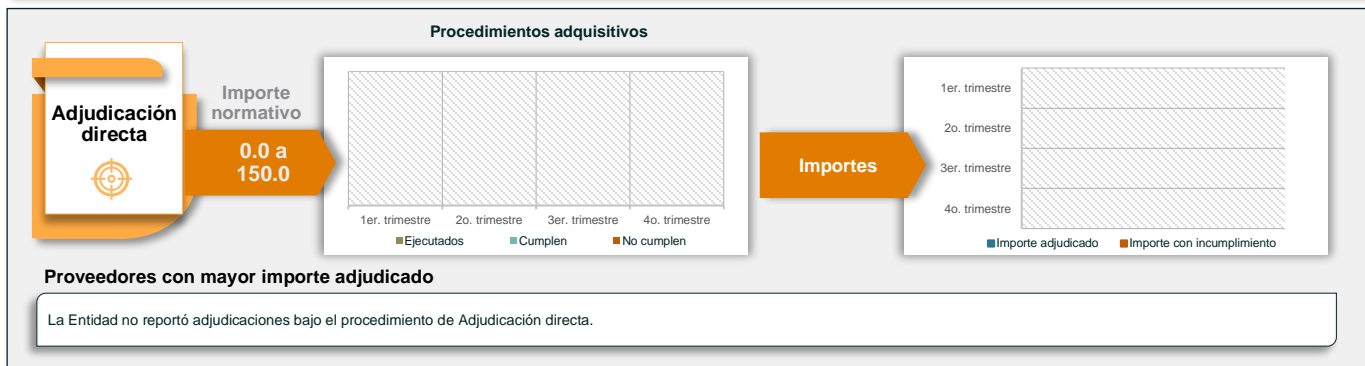 Procedimientos adquisitivos
Adjudicación
directa
Importe
normativo
0.0 a
150.0
1er. trimestre
2o. trimestre
3er. trimestre
4o. trimestre
Ejecutados
Cumplen
No cumplen
Importes
1er. trimestre
2o. trimestre
3er. trimestre
4o. trimestre
Importe adjudicado
Importe con incumplimiento
Proveedores con mayor importe adjudicado
La Entidad no reportó adjudicaciones bajo el procedimiento de Adjudicación directa.